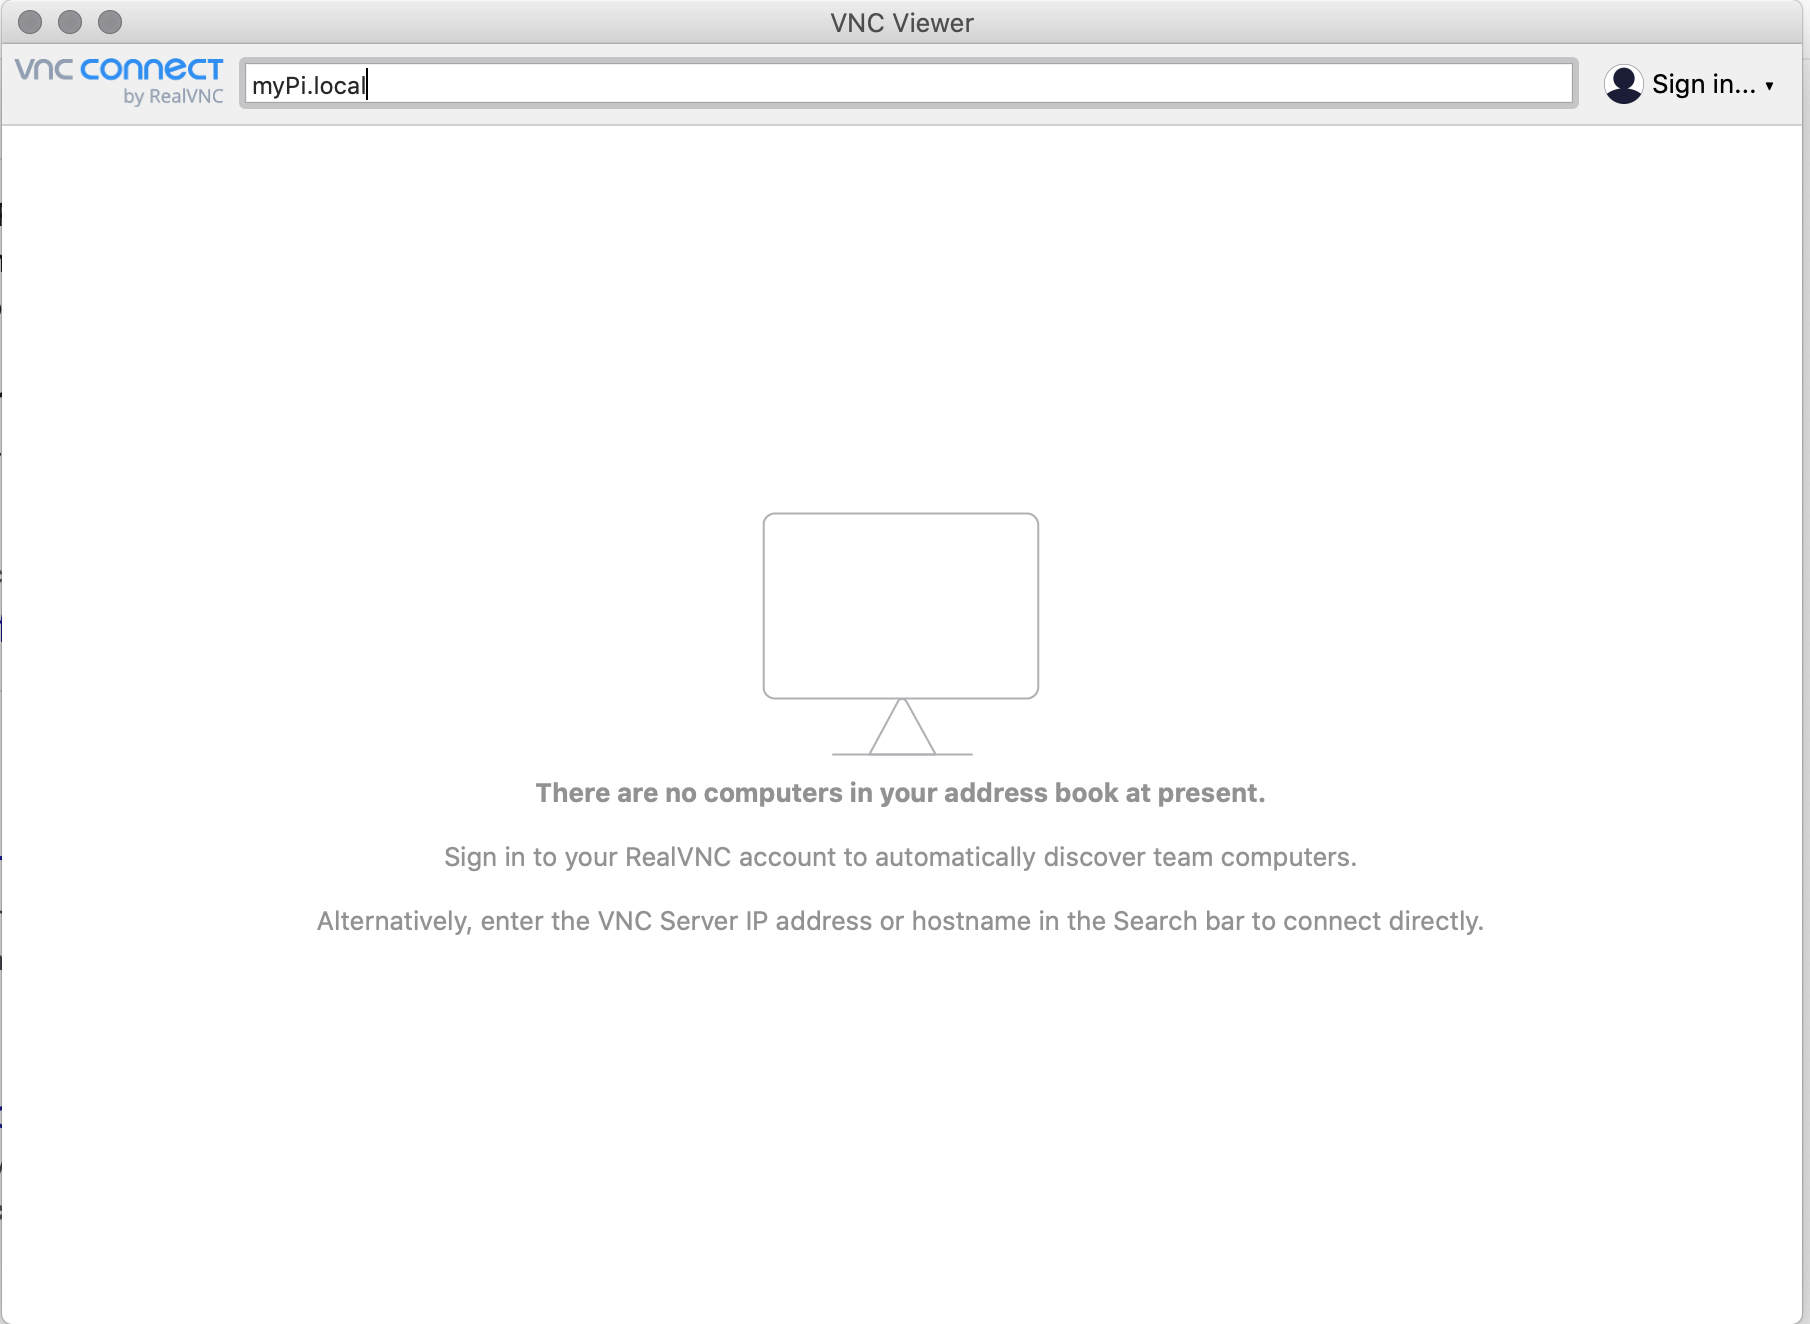 VNC Viewer
vnc connect
by RealVNC
myPi.local
Sign in... ▾
There are no computers in your address book at present.
Sign in to your RealVNC account to automatically discover team computers.
Alternatively, enter the VNC Server IP address or hostname in the Search bar to connect directly.